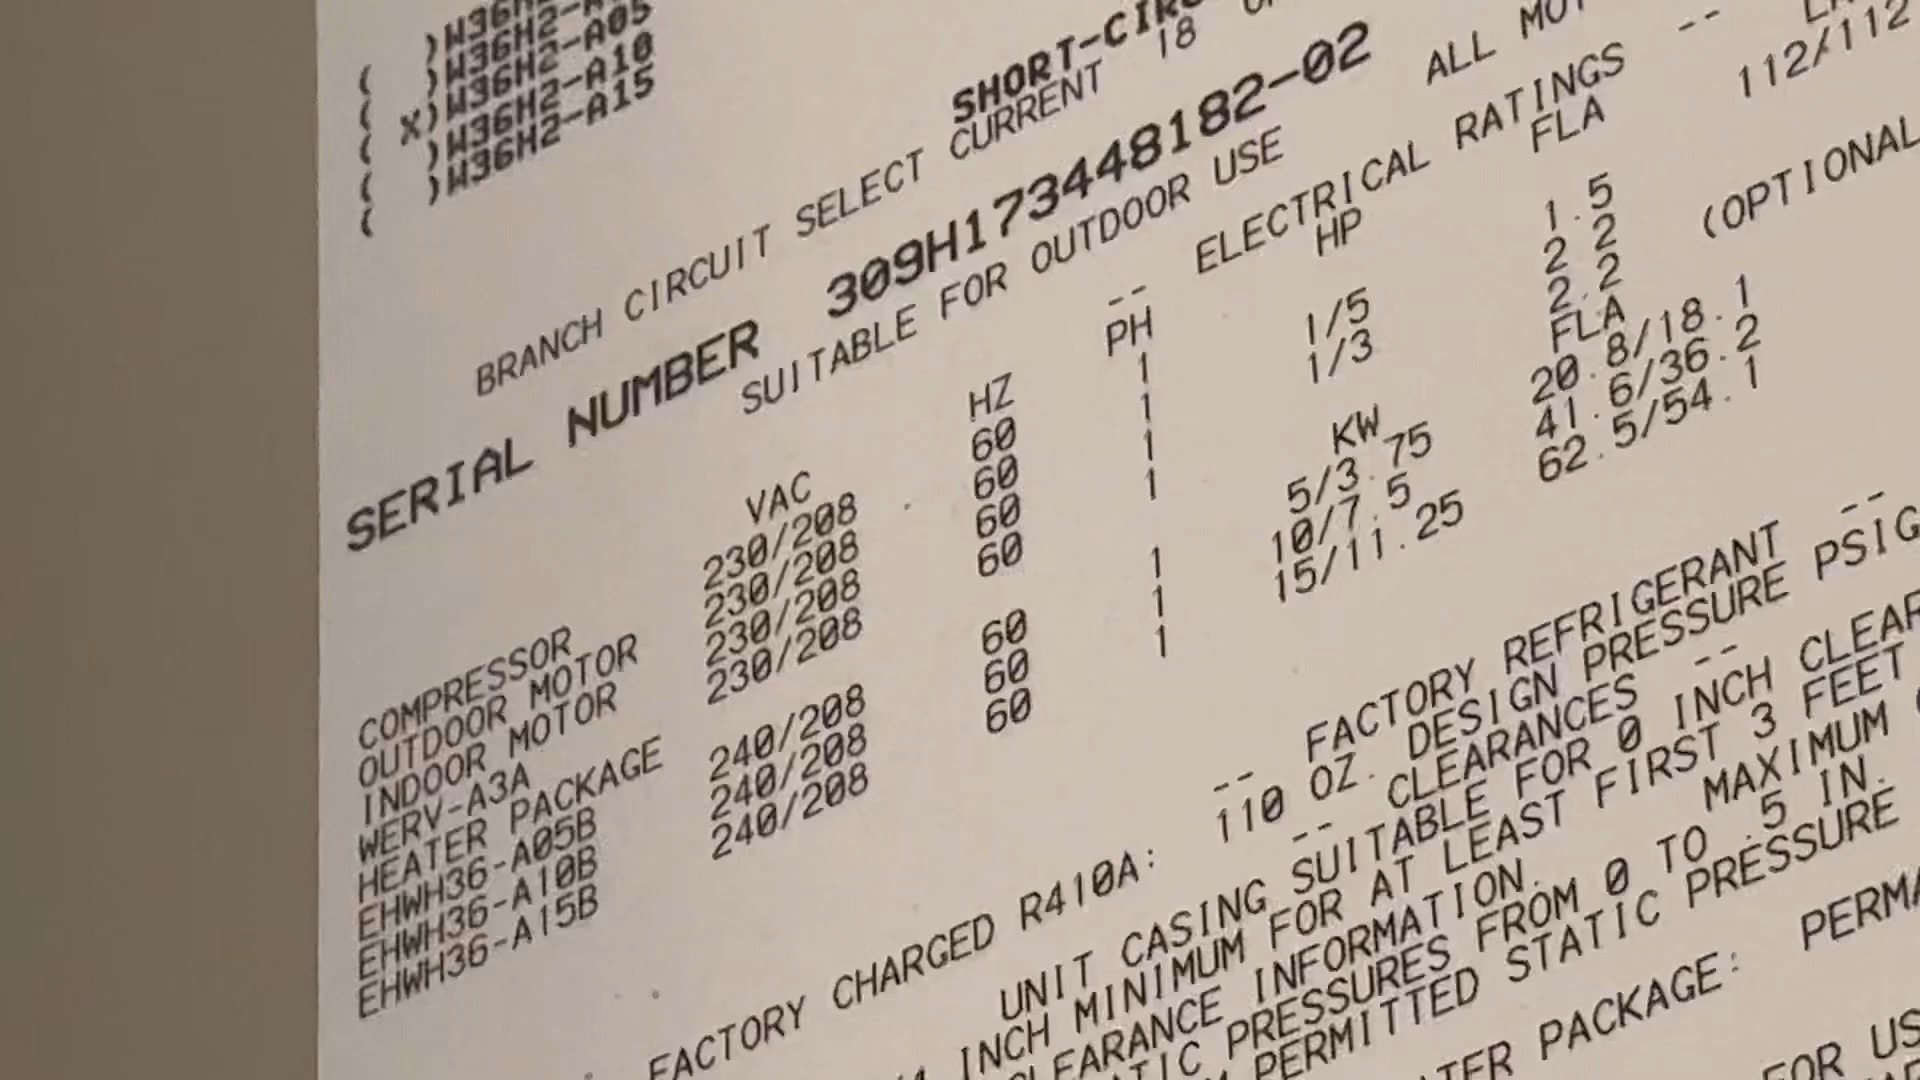 )W36H2-A05
( X)W36H2-A10
( )W36H2-A15
SHORT-CIRC
18
BRANCH CIRCUIT SELECT CURRENT
SERIAL NUMBER 309H173448182-02
SUITABLE FOR OUTDOOR USE
ALL
-- ELECTRICAL RATINGS --
VAC HZ PH HP FLA
COMPRESSOR 230/208 60 1 112/112
OUTDOOR MOTOR 230/208 60 1 1/5 1.5
INDOOR MOTOR 230/208 60 1 1/3 2.2
WERV-A3A 230/208 60 1 2.2 (OPTIONAL
HEATER PACKAGE KW FLA
EHWH36-A05B 240/208 60 1 5/3.75 20.8/18.1
EHWH36-A10B 240/208 60 1 10/7.5 41.6/36.2
EHWH36-A15B 240/208 60 1 15/11.25 62.5/54.1
-- FACTORY REFRIGERANT --
FACTORY CHARGED R410A: 110 OZ. DESIGN PRESSURE PSIG
-- CLEARANCES --
UNIT CASING SUITABLE FOR 0 INCH CLEAR
INCH MINIMUM FOR AT LEAST FIRST 3 FEET
CLEARANCE INFORMATION.
MAXIMUM
PRESSURES FROM 0 TO .5 IN.
PERMITTED STATIC PRESSURE
PACKAGE: PERMA
FOR US